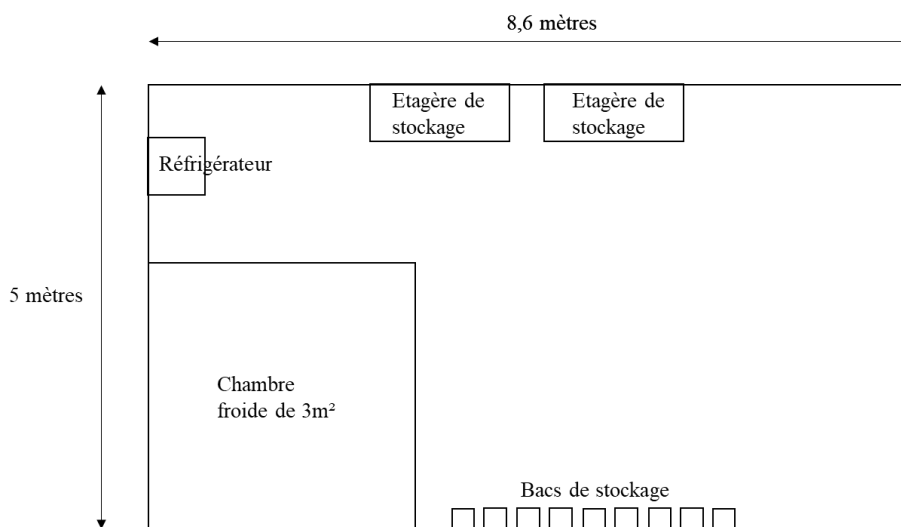 8,6 mètres
Etagère de
stockage
Etagère de
stockage
Réfrigérateur
5 mètres
Chambre
froide de 3m²
Bacs de stockage